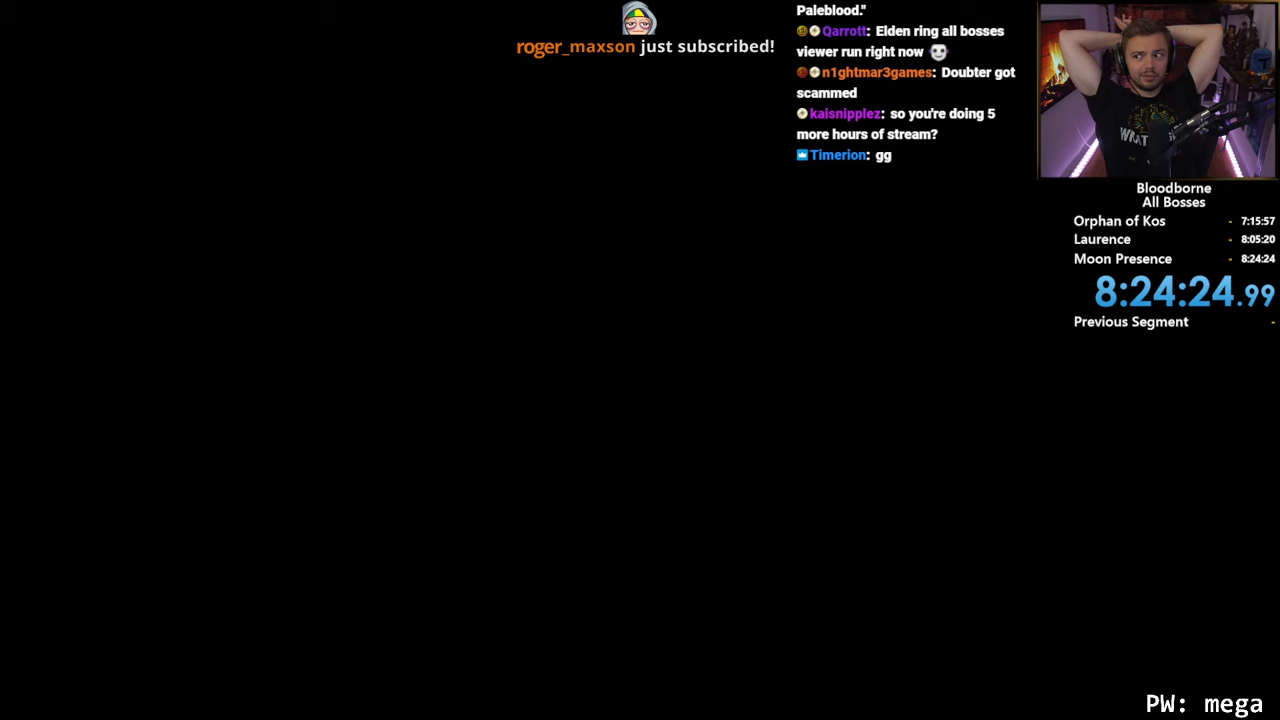 roger_maxson just subscribed!
Paleblood."
Qarrott: Elden ring all bosses
viewer run right now
n1ghtmar3games: Doubter got
scammed
kaisnipplez: so you're doing 5
more hours of stream?
Timerion: gg
Bloodborne
All Bosses
Orphan of Kos - 7:15:57
Laurence - 8:05:20
Moon Presence - 8:24:24
8:24:24.99
Previous Segment -
PW: mega